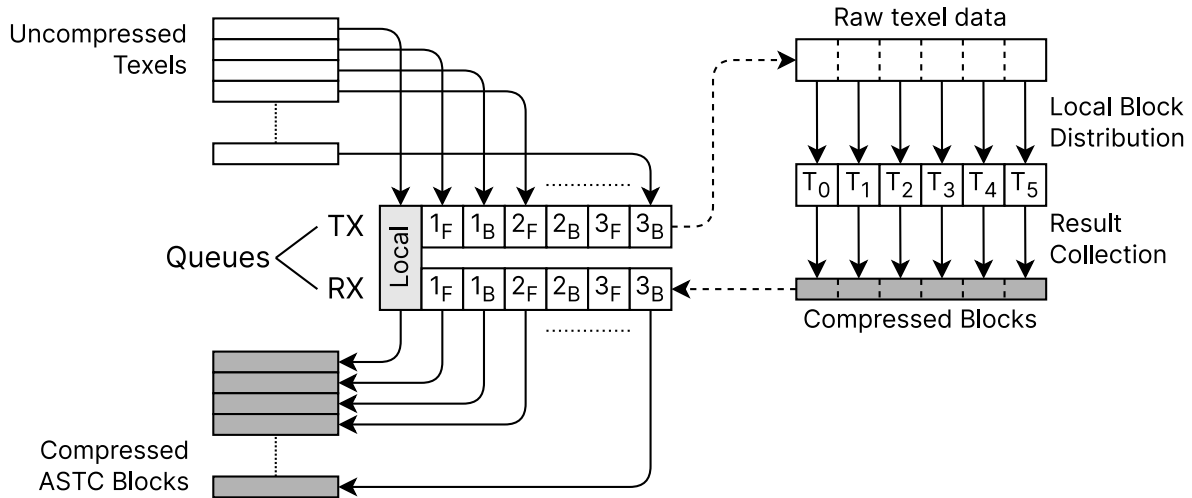 Uncompressed
Texels
Raw texel data
Local Block
Distribution
T0 T1 T2 T3 T4 T5
Queues
TX
RX
Local
1F 1B 2F 2B 3F 3B
1F 1B 2F 2B 3F 3B
Result
Collection
Compressed Blocks
Compressed
ASTC Blocks